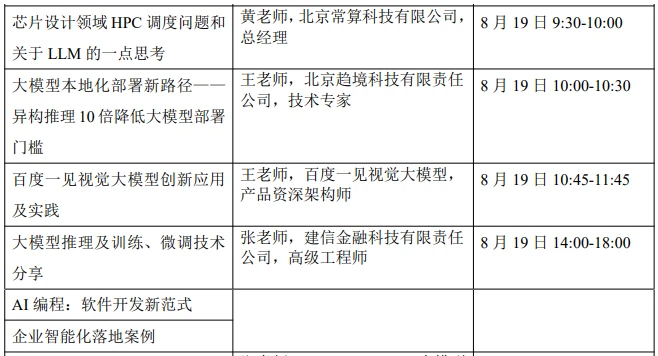 芯片设计领域 HPC 调度问题和
关于 LLM 的一点思考
黄老师，北京常算科技有限公司，
总经理
8 月 19 日 9:30-10:00
大模型本地化部署新路径——
异构推理 10 倍降低大模型部署
门槛
王老师，北京趋境科技有限责任
公司，技术专家
8 月 19 日 10:00-10:30
百度一见视觉大模型创新应用
及实践
王老师，百度一见视觉大模型，
产品资深架构师
8 月 19 日 10:45-11:45
大模型推理及训练、微调技术
分享
张老师，建信金融科技有限责任
公司，高级工程师
8 月 19 日 14:00-18:00
AI 编程：软件开发新范式
企业智能化落地案例